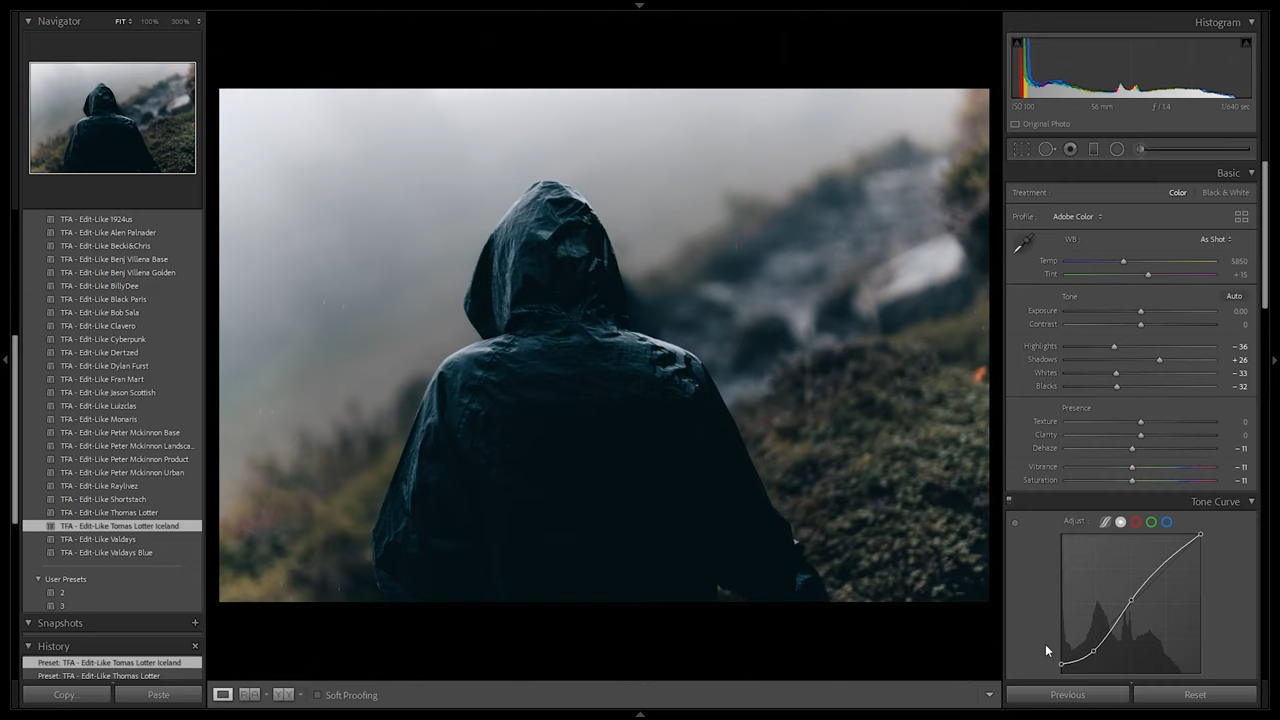 Navigator
FIT
100%
300%
TFA - Edit-Like 1924us
TFA - Edit-Like Alen Palnader
TFA - Edit-Like Becki&Chris
TFA - Edit-Like Benj Villena Base
TFA - Edit-Like Benj Villena Golden
TFA - Edit-Like BillyDee
TFA - Edit-Like Black Paris
TFA - Edit-Like Bob Sala
TFA - Edit-Like Clavero
TFA - Edit-Like Cyberpunk
TFA - Edit-Like Dertzed
TFA - Edit-Like Dylan Furst
TFA - Edit-Like Fran Mart
TFA - Edit-Like Jason Scottish
TFA - Edit-Like Luizclas
TFA - Edit-Like Monaris
TFA - Edit-Like Peter Mckinnon Base
TFA - Edit-Like Peter Mckinnon Landsca...
TFA - Edit-Like Peter Mckinnon Product
TFA - Edit-Like Peter Mckinnon Urban
TFA - Edit-Like Raylivez
TFA - Edit-Like Shortstach
TFA - Edit-Like Thomas Lotter
TFA - Edit-Like Tomas Lotter Iceland
TFA - Edit-Like Valdays
TFA - Edit-Like Valdays Blue
User Presets
2
3
Snapshots +
History ×
Preset: TFA - Edit-Like Tomas Lotter Iceland
Preset: TFA - Edit-Like Thomas Lotter
Copy... Paste
R A Y Y Soft Proofing
Histogram
ISO 100 56 mm ƒ / 1.4 1/640 sec
Original Photo
Basic
Treatment : Color Black & White
Profile : Adobe Color
WB : As Shot
Temp 5850
Tint + 15
Tone Auto
Exposure 0.00
Contrast 0
Highlights - 36
Shadows + 26
Whites - 33
Blacks - 32
Presence
Texture 0
Clarity 0
Dehaze - 11
Vibrance - 11
Saturation - 11
Tone Curve
Adjust :
Previous Reset